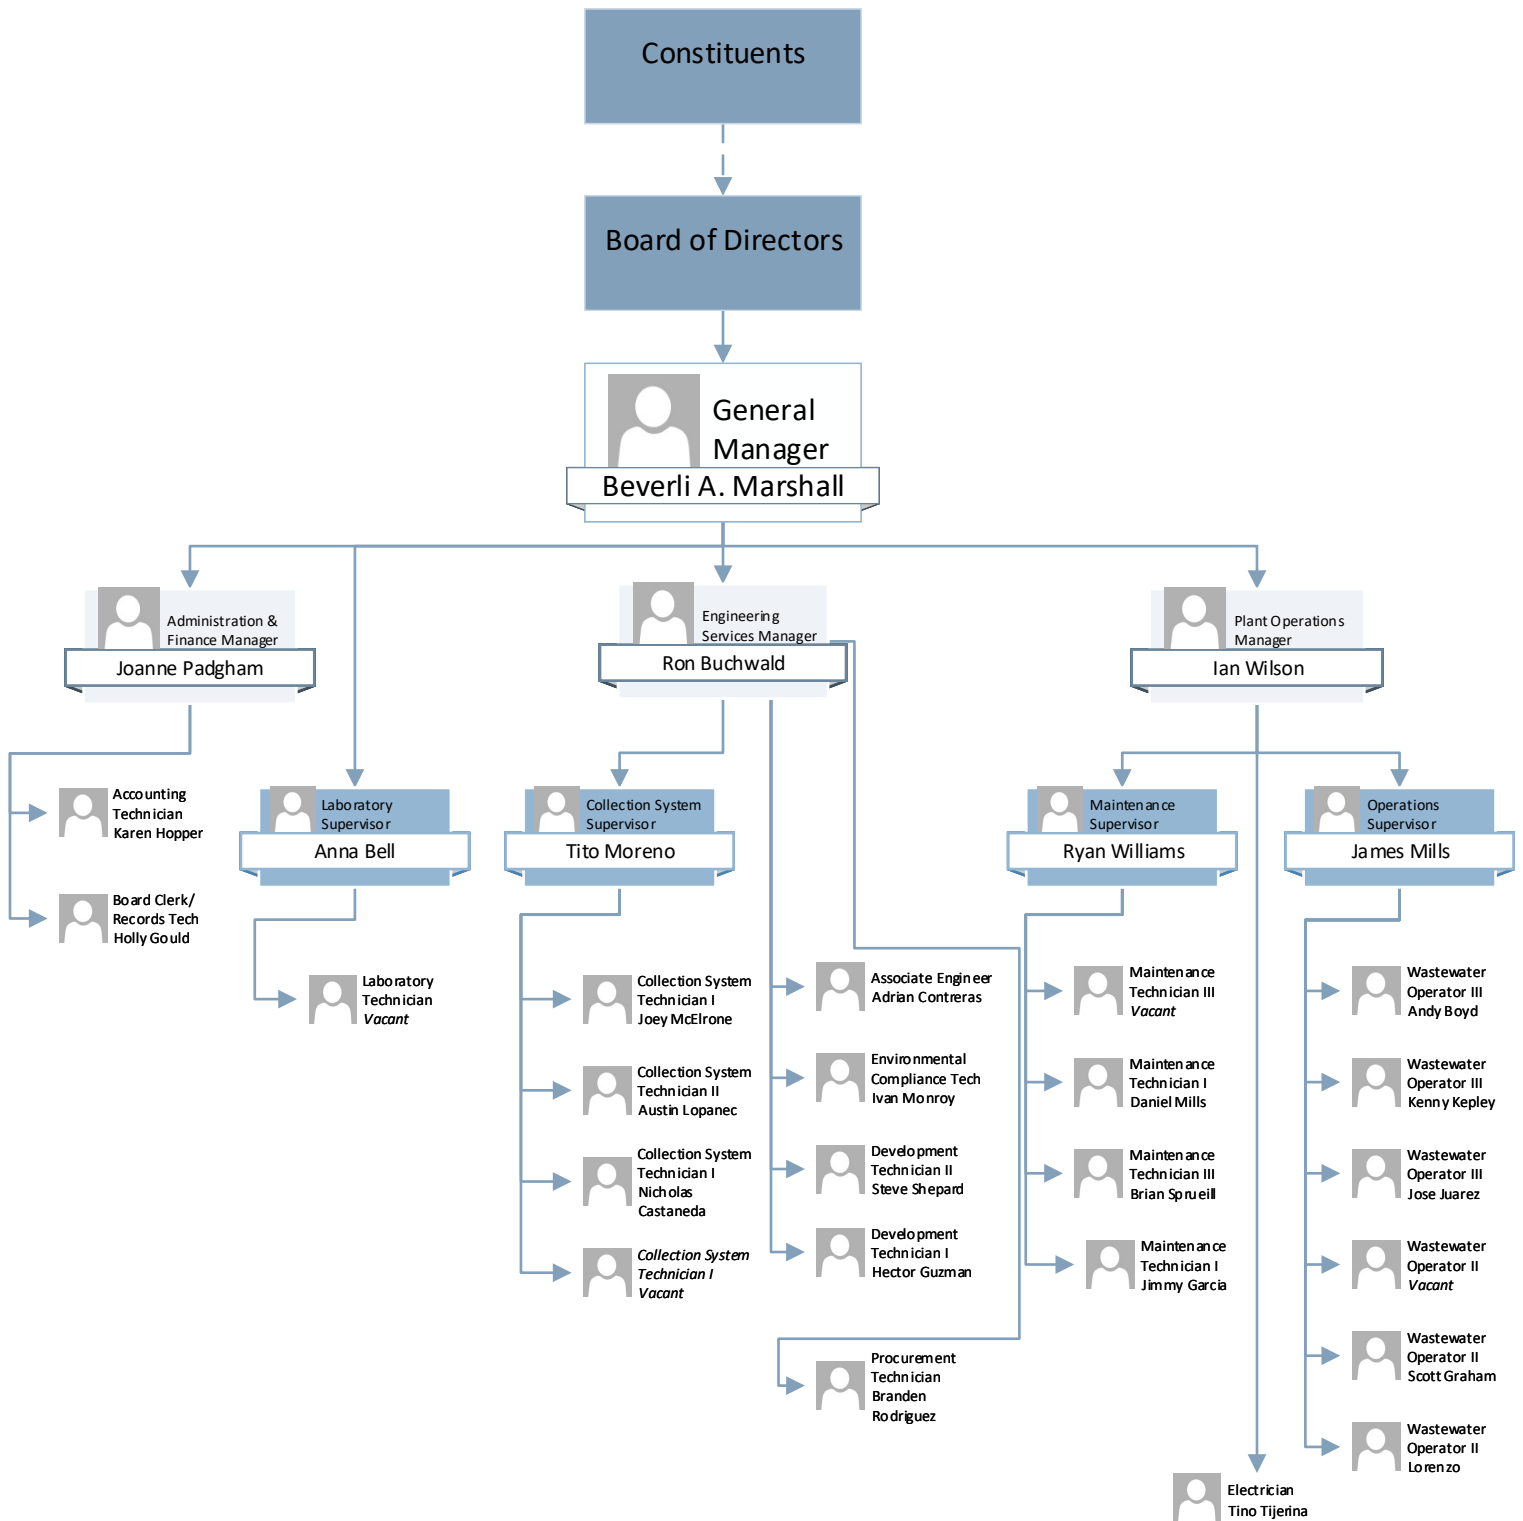 Constituents
Board of Directors
General
Manager
Beverli A. Marshall
Administration &
Finance Manager
Joanne Padgham
Engineering
Services Manager
Ron Buchwald
Plant Operations
Manager
Ian Wilson
Accounting
Technician
Karen Hopper
Board Clerk/
Records Tech
Holly Gould
Laboratory
Supervisor
Anna Bell
Laboratory
Technician
Vacant
Collection System
Supervisor
Tito Moreno
Collection System
Technician I
Joey McElrone
Collection System
Technician II
Austin Lopanec
Collection System
Technician I
Nicholas
Castaneda
Collection System
Technician I
Vacant
Associate Engineer
Adrian Contreras
Environmental
Compliance Tech
Ivan Monroy
Development
Technician II
Steve Shepard
Development
Technician I
Hector Guzman
Procurement
Technician
Branden
Rodriguez
Maintenance
Supervisor
Ryan Williams
Maintenance
Technician III
Vacant
Maintenance
Technician I
Daniel Mills
Maintenance
Technician III
Brian Sprueill
Maintenance
Technician I
Jimmy Garcia
Operations
Supervisor
James Mills
Wastewater
Operator III
Andy Boyd
Wastewater
Operator III
Kenny Kepley
Wastewater
Operator III
Jose Juarez
Wastewater
Operator II
Vacant
Wastewater
Operator II
Scott Graham
Wastewater
Operator II
Lorenzo
Electrician
Tino Tijerina